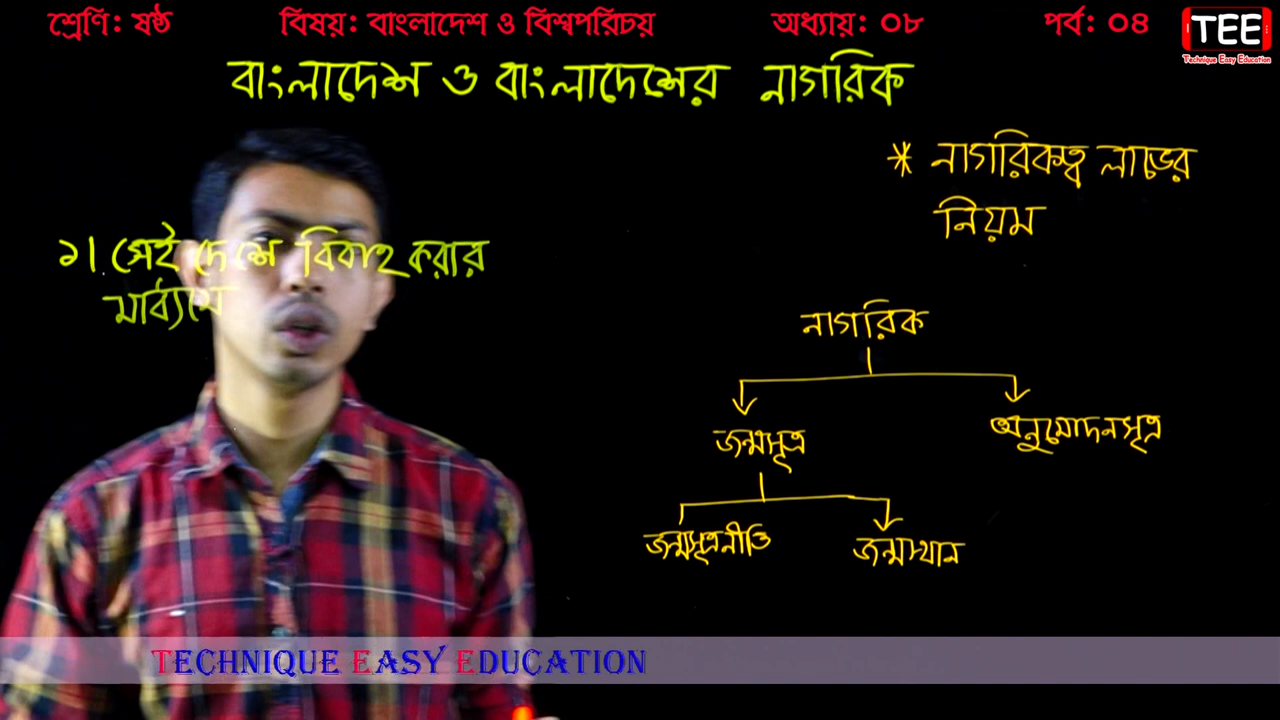 শ্রেণি: ষষ্ঠ বিষয়: বাংলাদেশ ও বিশ্বপরিচয় অধ্যায়: ০৮ পর্ব: ০৪
TEE
Technique Easy Education
বাংলাদেশ ও বাংলাদেশের নাগরিক
* নাগরিকত্ব লাভের
নিয়ম
১। সেই দেশে বিবাহ করার
মাধ্যমে
নাগরিক
জন্মসূত্র অনুমোদনসূত্র
জন্মসূত্রনীতি জন্মস্থান
TECHNIQUE EASY EDUCATION